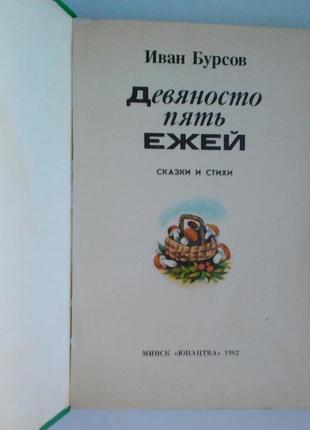 Иван Бурсов
Девяносто
пять
ЕЖЕЙ
СКАЗКИ И СТИХИ
МИНСК «ЮНАЦТВА» 1982